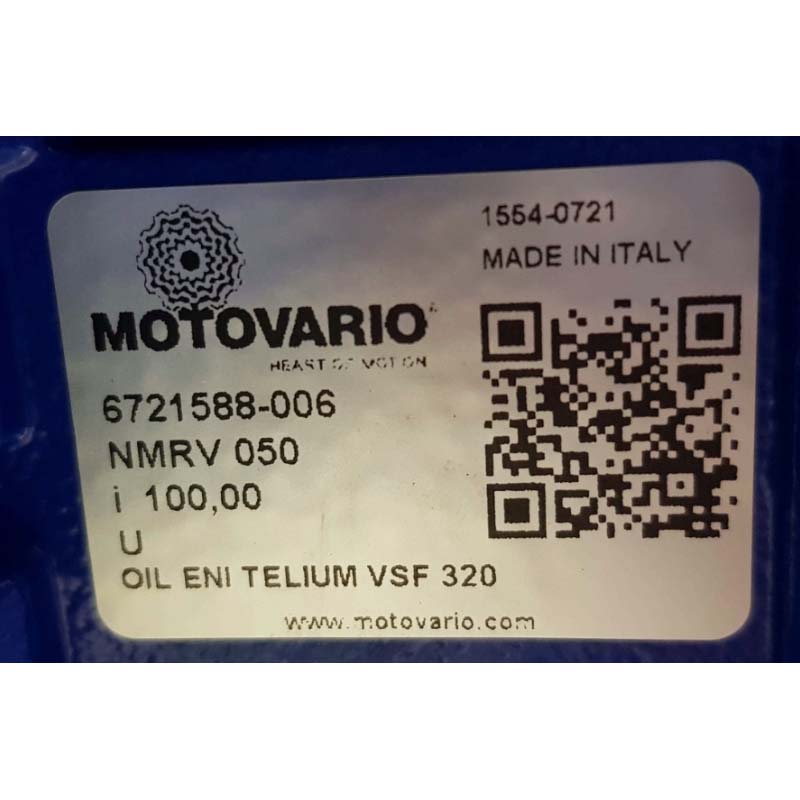 1554-0721
MADE IN ITALY
MOTOVARIO
HEART OF MOTION
6721588-006
NMRV 050
i 100,00
U
OIL ENI TELIUM VSF 320
www.motovario.com